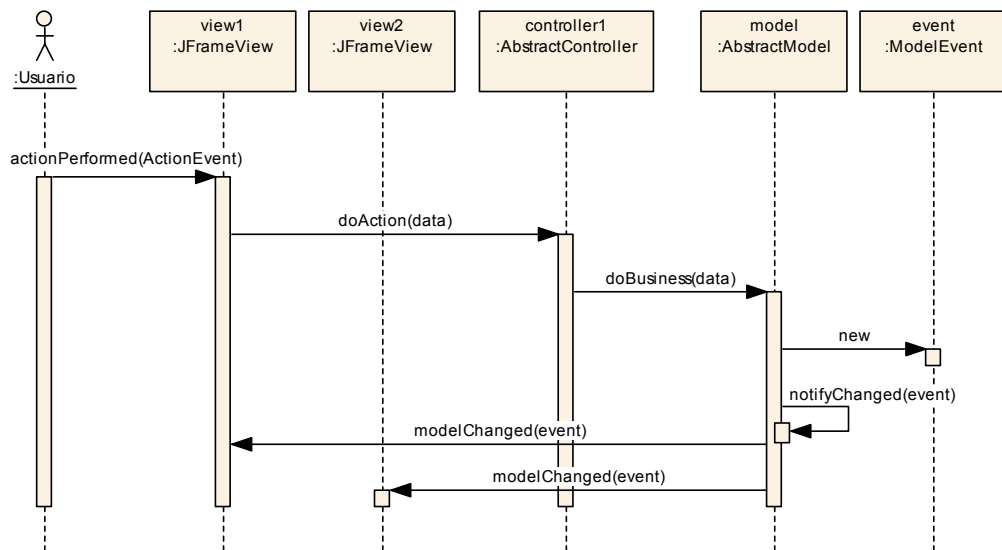 :Usuario
view1
:JFrameView
view2
:JFrameView
controller1
:AbstractController
model
:AbstractModel
event
:ModelEvent
actionPerformed(ActionEvent)
doAction(data)
doBusiness(data)
new
notifyChanged(event)
modelChanged(event)
modelChanged(event)